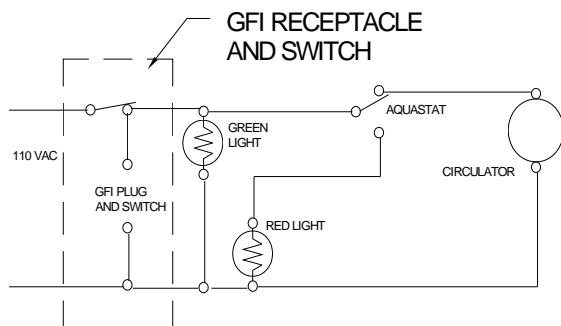 GFI RECEPTACLE
AND SWITCH
GREEN
LIGHT
AQUASTAT
110 VAC
GFI PLUG
AND SWITCH
CIRCULATOR
RED LIGHT